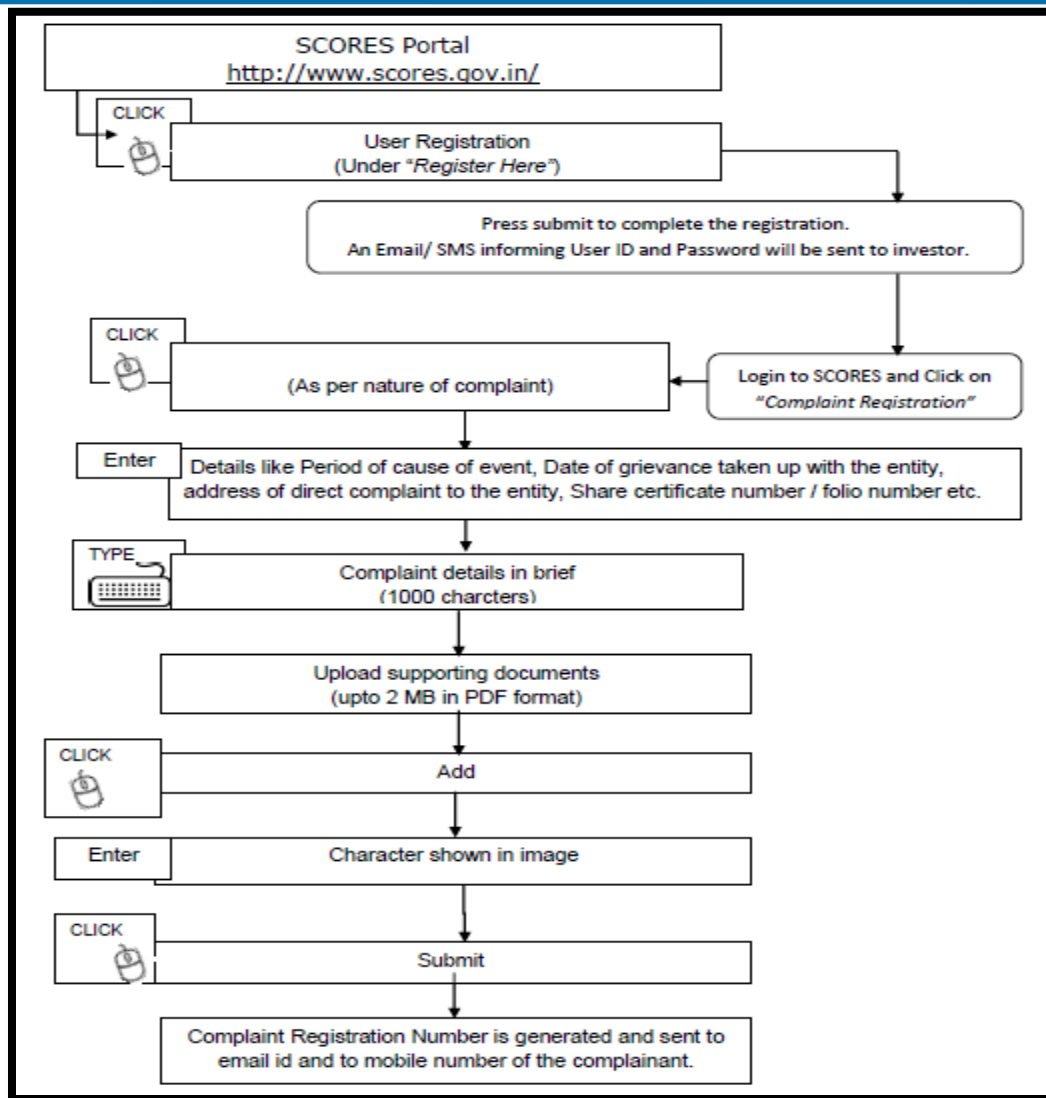 SCORES Portal
http://www.scores.gov.in/
CLICK
User Registration
(Under "Register Here")
Press submit to complete the registration.
An Email/ SMS informing User ID and Password will be sent to investor.
Login to SCORES and Click on
"Complaint Registration"
CLICK
(As per nature of complaint)
Enter
Details like Period of cause of event, Date of grievance taken up with the entity,
address of direct complaint to the entity, Share certificate number / folio number etc.
TYPE
Complaint details in brief
(1000 charcters)
Upload supporting documents
(upto 2 MB in PDF format)
CLICK
Add
Enter
Character shown in image
CLICK
Submit
Complaint Registration Number is generated and sent to
email id and to mobile number of the complainant.